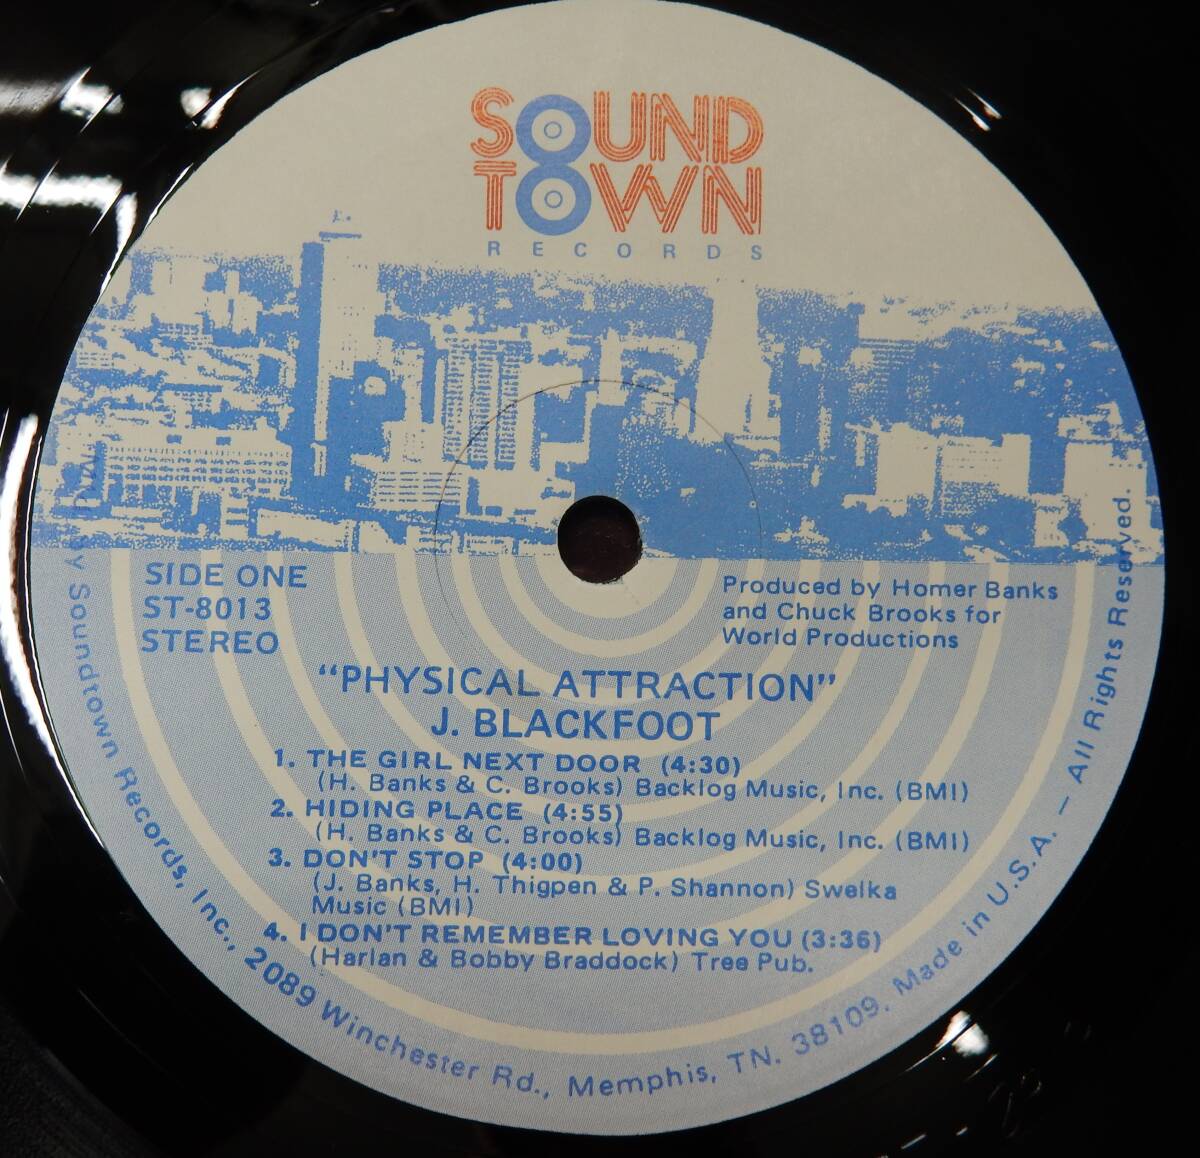 SOUND
TOWN
RECORDS
SIDE ONE
ST-8013
STEREO
Produced by Homer Banks
and Chuck Brooks for
World Productions
"PHYSICAL ATTRACTION"
J. BLACKFOOT
1. THE GIRL NEXT DOOR (4:30)
(H. Banks & C. Brooks) Backlog Music, Inc. (BMI)
2. HIDING PLACE (4:55)
(H. Banks & C. Brooks) Backlog Music, Inc. (BMI)
3. DON'T STOP (4:00)
(J. Banks, H. Thigpen & P. Shannon) Swelka
Music (BMI)
4. I DON'T REMEMBER LOVING YOU (3:36)
(Harlan & Bobby Braddock) Tree Pub.
by Soundtown Records, Inc., 2089 Winchester Rd., Memphis, TN. 38109. Made in U.S.A. — All Rights Reserved.